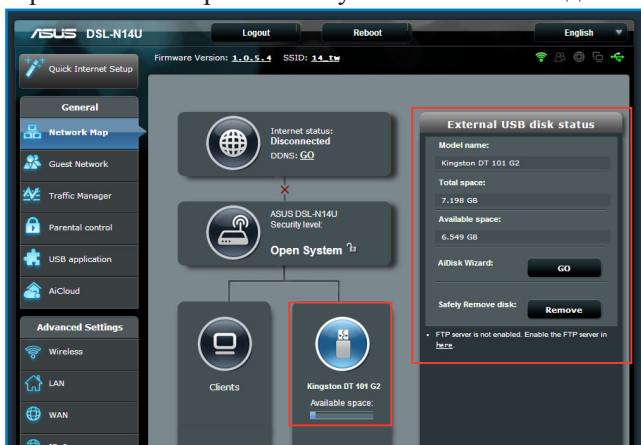 ASUS DSL-N14U
Logout
Reboot
English
Quick Internet Setup
Firmware Version: 1.0.5.4 SSID: 14_tw
General
Network Map
Guest Network
Traffic Manager
Parental control
USB application
AiCloud
Advanced Settings
Wireless
LAN
WAN
Internet status:
Disconnected
DDNS: GO
ASUS DSL-N14U
Security level:
Open System
Clients
Kingston DT 101 G2
Available space:
External USB disk status
Model name:
Kingston DT 101 G2
Total space:
7.198 GB
Available space:
6.549 GB
AiDisk Wizard:
GO
Safely Remove disk:
Remove
• FTP server is not enabled. Enable the FTP server in
here.